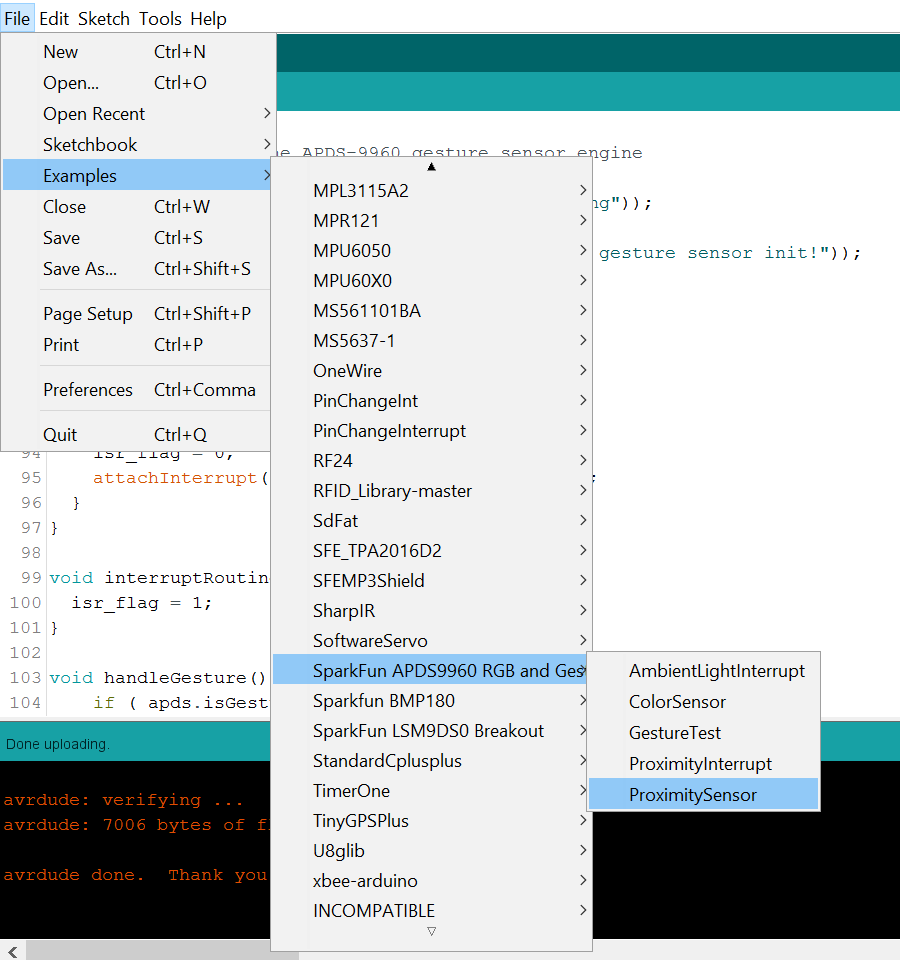 File Edit Sketch Tools Help
New Ctrl+N
Open... Ctrl+O
Open Recent
Sketchbook
Examples
Close Ctrl+W
Save Ctrl+S
Save As... Ctrl+Shift+S
Page Setup Ctrl+Shift+P
Print Ctrl+P
Preferences Ctrl+Comma
Quit Ctrl+Q
APDS-9960 gesture sensor engine
ng"));
gesture sensor init!"));
MPL3115A2
MPR121
MPU6050
MPU60X0
MS561101BA
MS5637-1
OneWire
PinChangeInt
PinChangeInterrupt
RF24
RFID_Library-master
SdFat
SFE_TPA2016D2
SFEMP3Shield
SharpIR
SoftwareServo
SparkFun APDS9960 RGB and Ges
Sparkfun BMP180
SparkFun LSM9DS0 Breakout
StandardCplusplus
TimerOne
TinyGPSPlus
U8glib
xbee-arduino
INCOMPATIBLE
AmbientLightInterrupt
ColorSensor
GestureTest
ProximityInterrupt
ProximitySensor
94 isr_flag = 0;
95 attachInterrupt( ;
96 }
97 }
98
99 void interruptRoutin
100 isr_flag = 1;
101 }
102
103 void handleGesture()
104 if ( apds.isGest
Done uploading.
avrdude: verifying ...
avrdude: 7006 bytes of f
avrdude done. Thank you